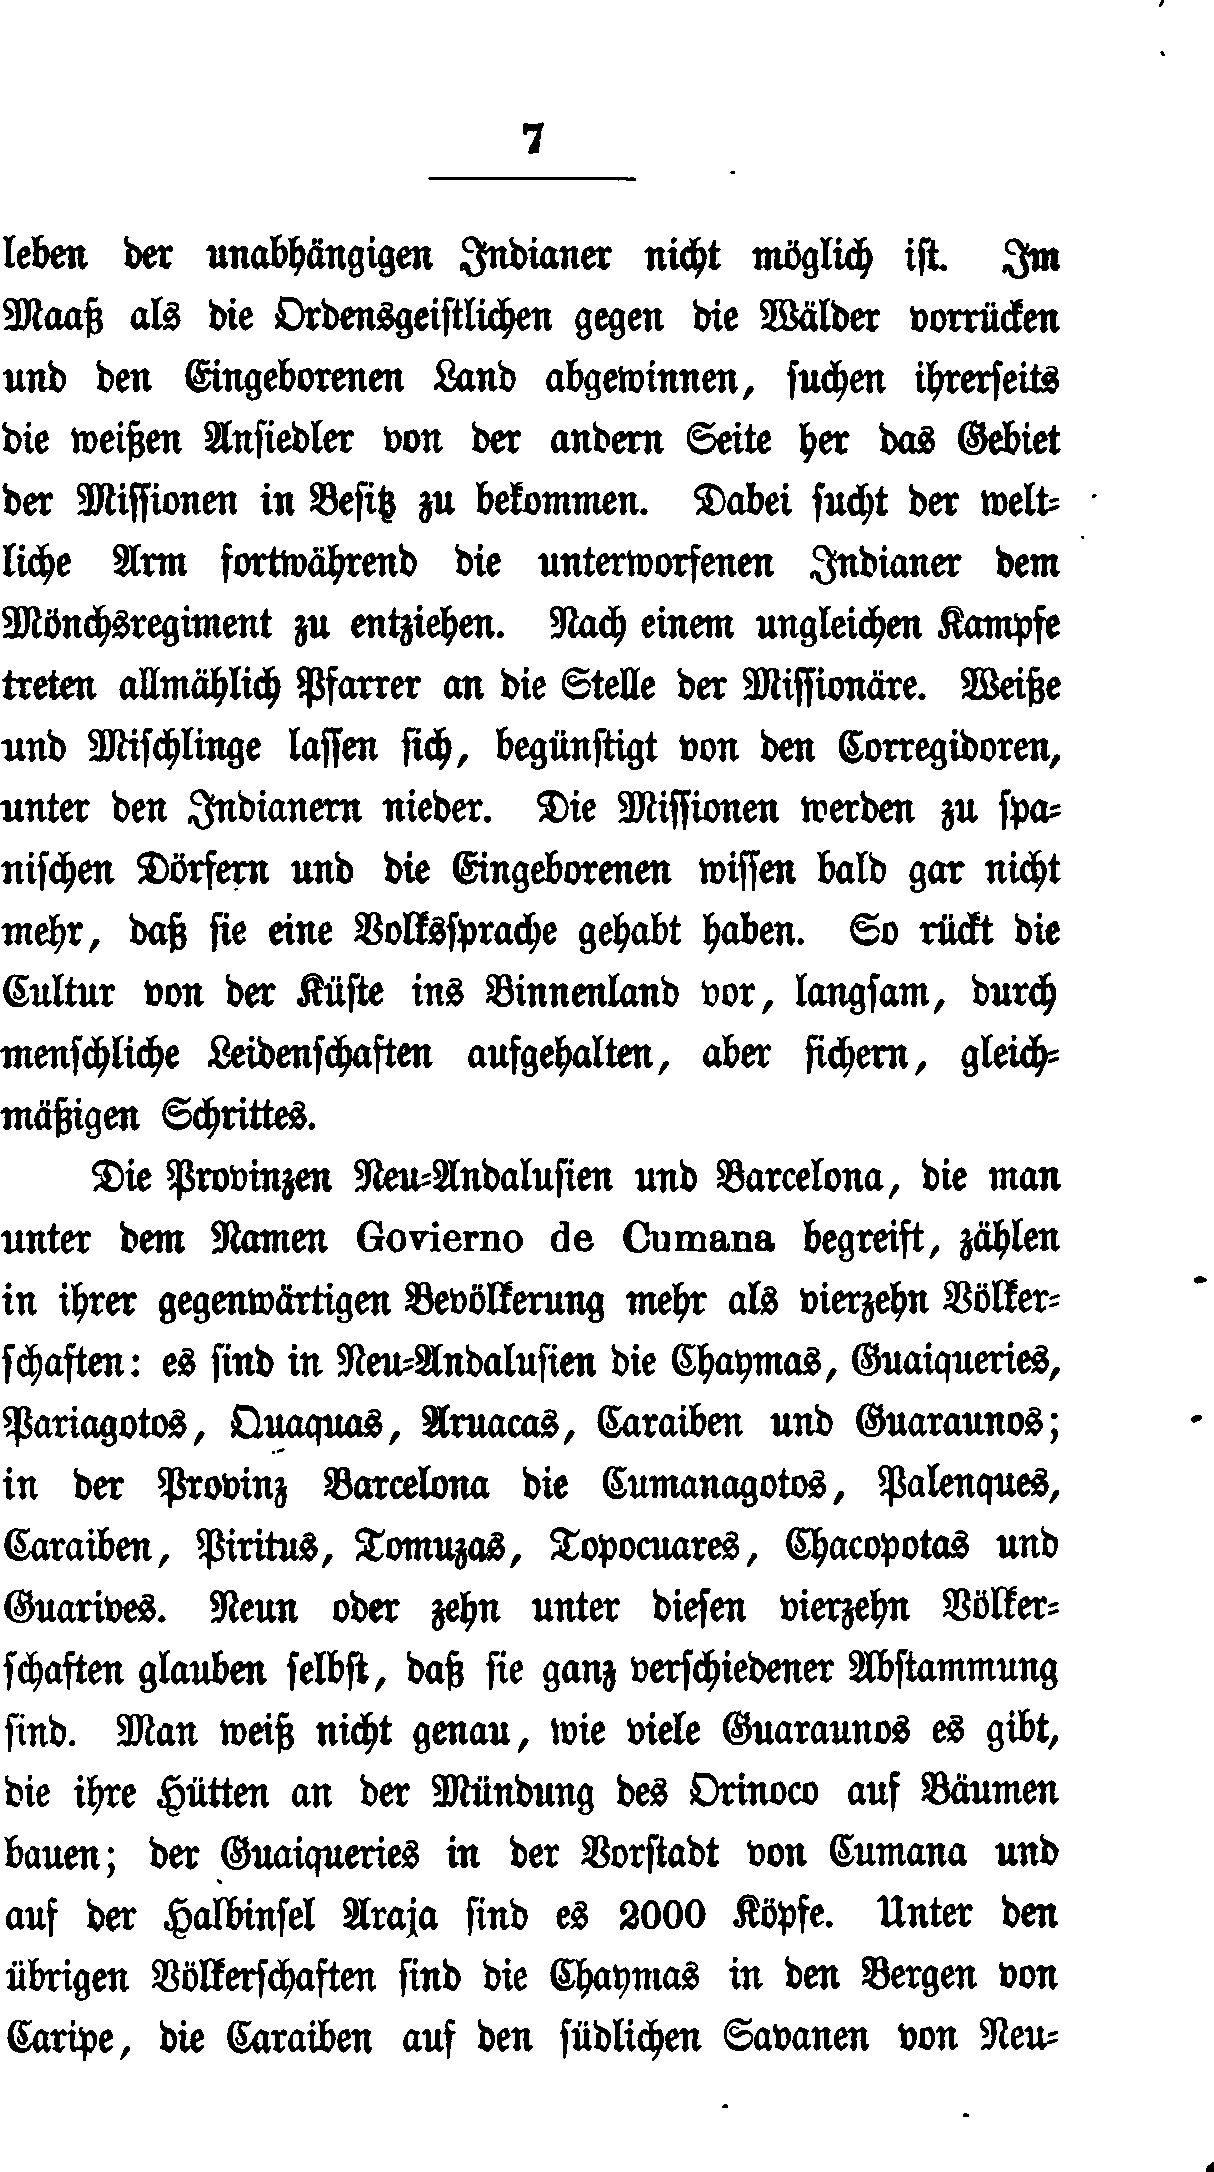 7
leben der unabhängigen Indianer nicht möglich ist. Im
Maaß als die Ordensgeistlichen gegen die Wälder vorrücken
und den Eingeborenen Land abgewinnen, suchen ihrerseits
die weißen Ansiedler von der andern Seite her das Gebiet
der Missionen in Besitz zu bekommen. Dabei sucht der welt-
liche Arm fortwährend die unterworfenen Indianer dem
Mönchsregiment zu entziehen. Nach einem ungleichen Kampfe
treten allmählich Pfarrer an die Stelle der Missionäre. Weiße
und Mischlinge lassen sich, begünstigt von den Corregidoren,
unter den Indianern nieder. Die Missionen werden zu spa-
nischen Dörfern und die Eingeborenen wissen bald gar nicht
mehr, daß sie eine Volkssprache gehabt haben. So rückt die
Cultur von der Küste ins Binnenland vor, langsam, durch
menschliche Leidenschaften aufgehalten, aber sichern, gleich-
mäßigen Schrittes.
Die Provinzen Neu-Andalusien und Barcelona, die man
unter dem Namen Govierno de Cumana begreift, zählen
in ihrer gegenwärtigen Bevölkerung mehr als vierzehn Völker-
schaften: es sind in Neu-Andalusien die Chaymas, Guaiqueries,
Pariagotos, Quaquas, Aruacas, Caraiben und Guaraunos;
in der Provinz Barcelona die Cumanagotos, Palenques,
Caraiben, Piritus, Tomuzas, Topocuares, Chacopotas und
Guarives. Neun oder zehn unter diesen vierzehn Völker-
schaften glauben selbst, daß sie ganz verschiedener Abstammung
sind. Man weiß nicht genau, wie viele Guaraunos es gibt,
die ihre Hütten an der Mündung des Orinoco auf Bäumen
bauen; der Guaiqueries in der Vorstadt von Cumana und
auf der Halbinsel Araja sind es 2000 Köpfe. Unter den
übrigen Völkerschaften sind die Chaymas in den Bergen von
Caripe, die Caraiben auf den südlichen Savanen von Neu-